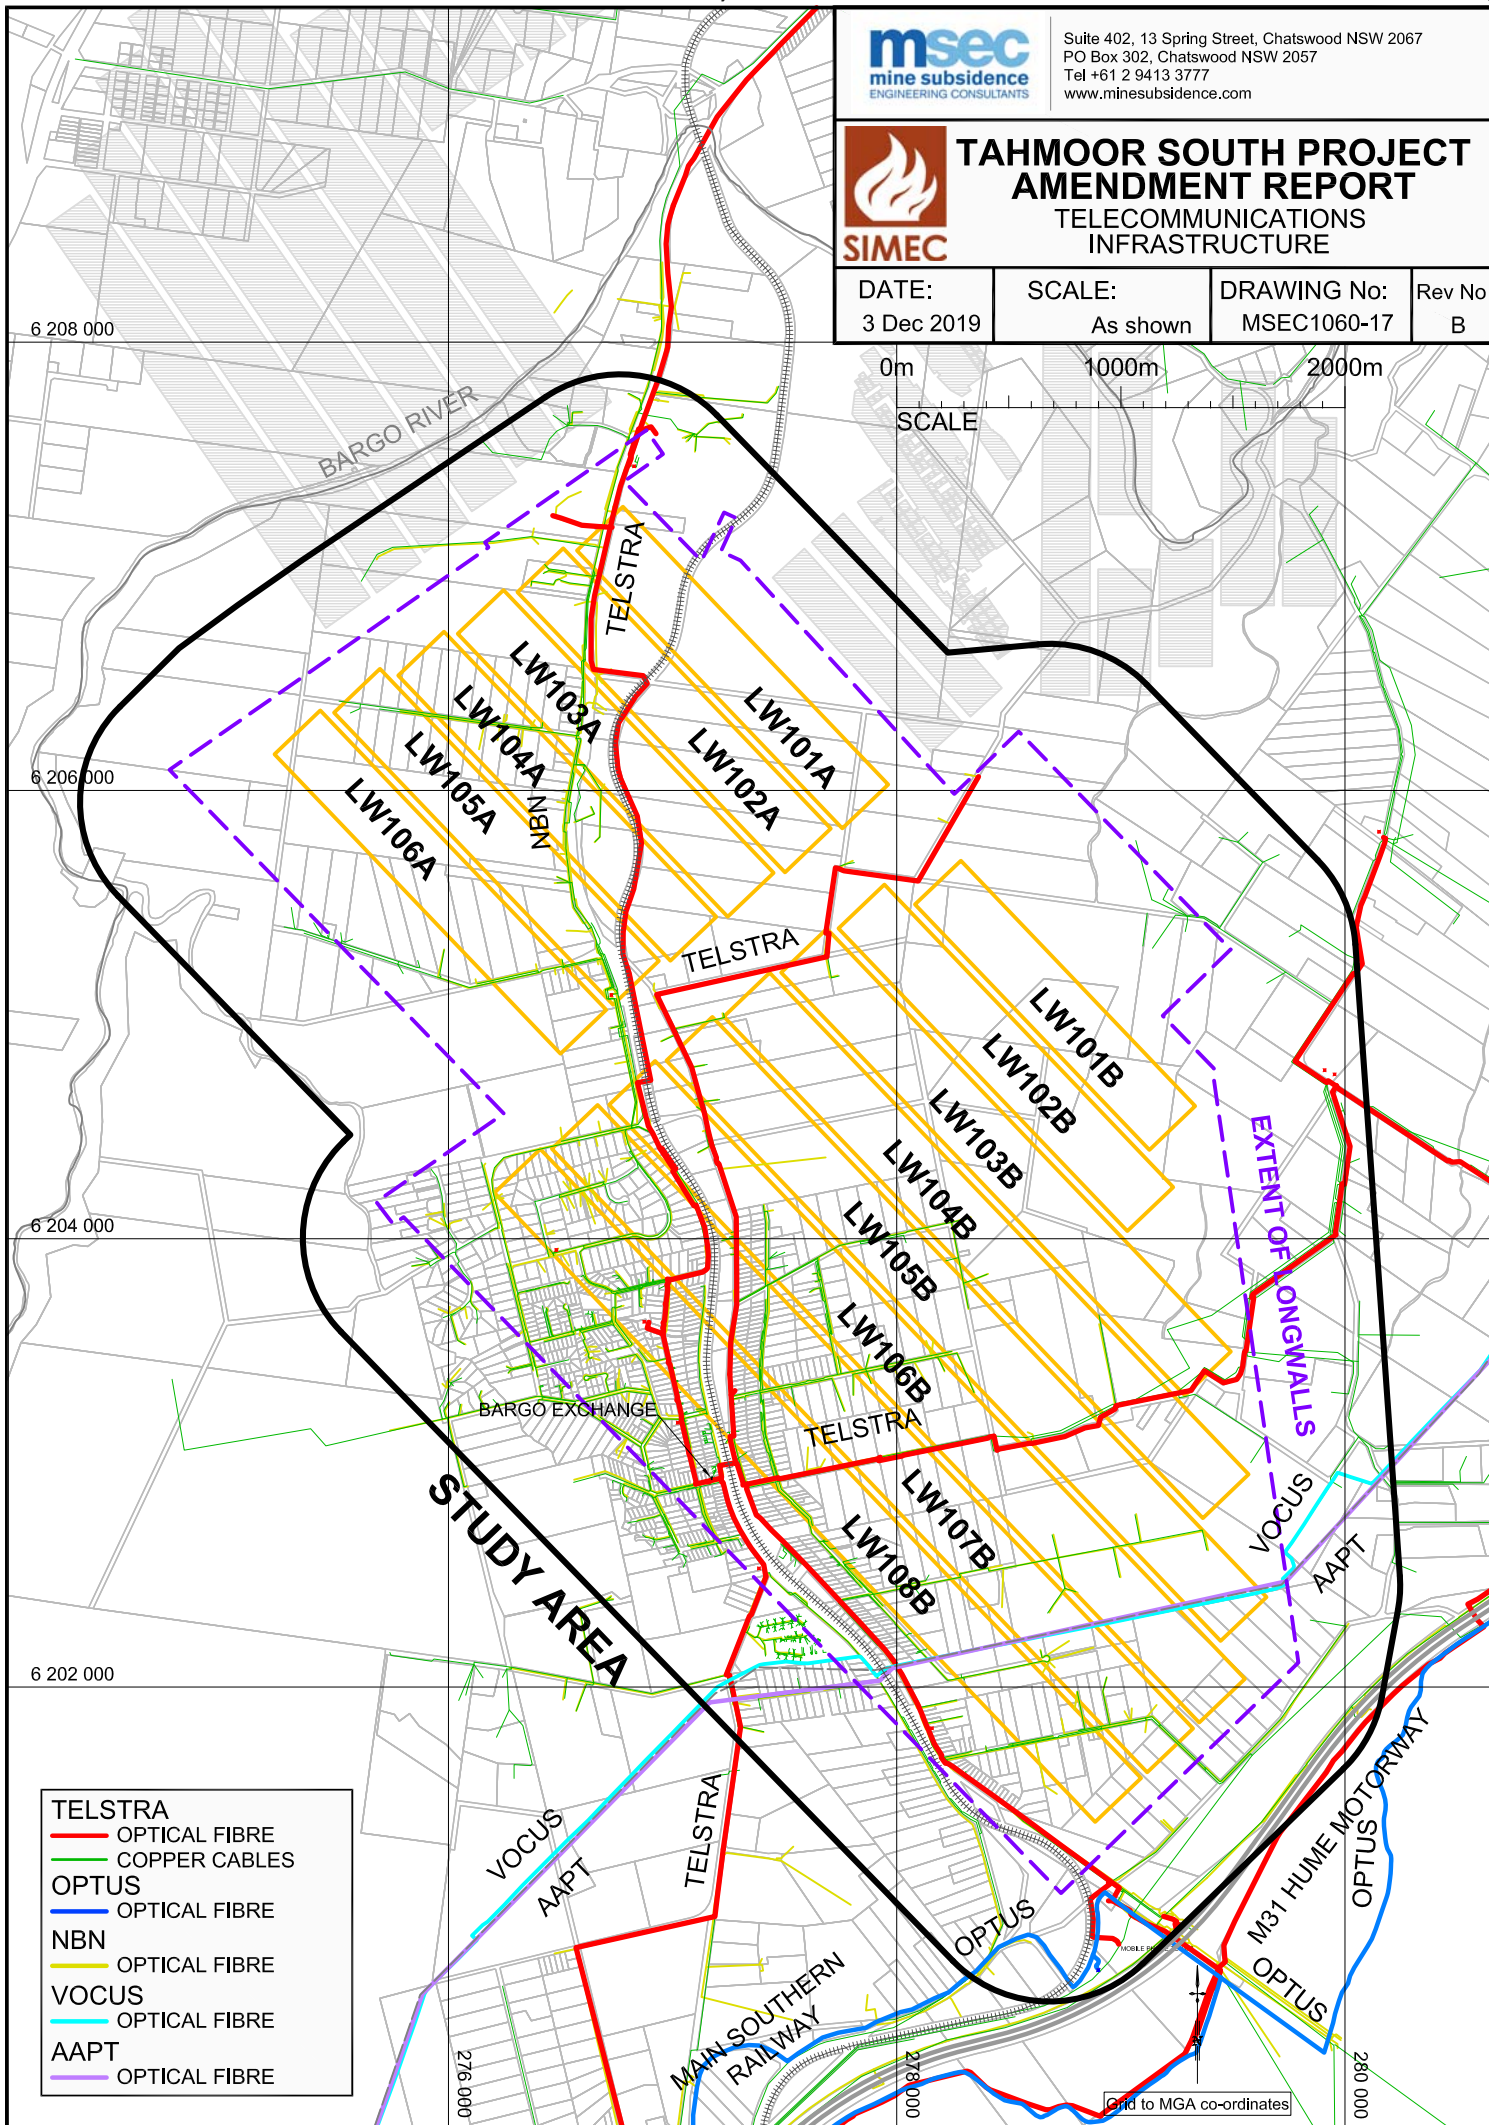 msec
mine subsidence
ENGINEERING CONSULTANTS
Suite 402, 13 Spring Street, Chatswood NSW 2067
PO Box 302, Chatswood NSW 2057
Tel +61 2 9413 3777
www.minesubsidence.com
SIMEC
TAHMOOR SOUTH PROJECT
AMENDMENT REPORT
TELECOMMUNICATIONS
INFRASTRUCTURE
DATE:
3 Dec 2019
SCALE:
As shown
DRAWING No:
MSEC1060-17
Rev No
B
6 208 000
0m
1000m
2000m
SCALE
BARGO RIVER
TELSTRA
LW103A
LW101A
LW104A
LW102A
LW105A
6 206 000
LW106A
NBN
TELSTRA
LW101B
LW102B
LW103B
EXTENT OF LONGWALLS
LW104B
6 204 000
LW105B
LW106B
BARGO EXCHANGE
TELSTRA
STUDY AREA
LW107B
VOCUS
LW108B
AAPT
6 202 000
M31 HUME MOTORWAY
TELSTRA
VOCUS
AAPT
OPTUS
OPTUS
MOBILE
OPTUS
MAIN SOUTHERN
RAILWAY
TELSTRA
OPTICAL FIBRE
COPPER CABLES
OPTUS
OPTICAL FIBRE
NBN
OPTICAL FIBRE
VOCUS
OPTICAL FIBRE
AAPT
OPTICAL FIBRE
276 000
278 000
280 000
N
Grid to MGA co-ordinates